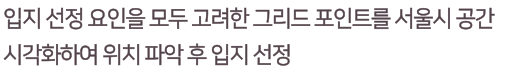 입지 선정 요인을 모두 고려한 그리드 포인트를 서울시 공간
시각화하여 위치 파악 후 입지 선정